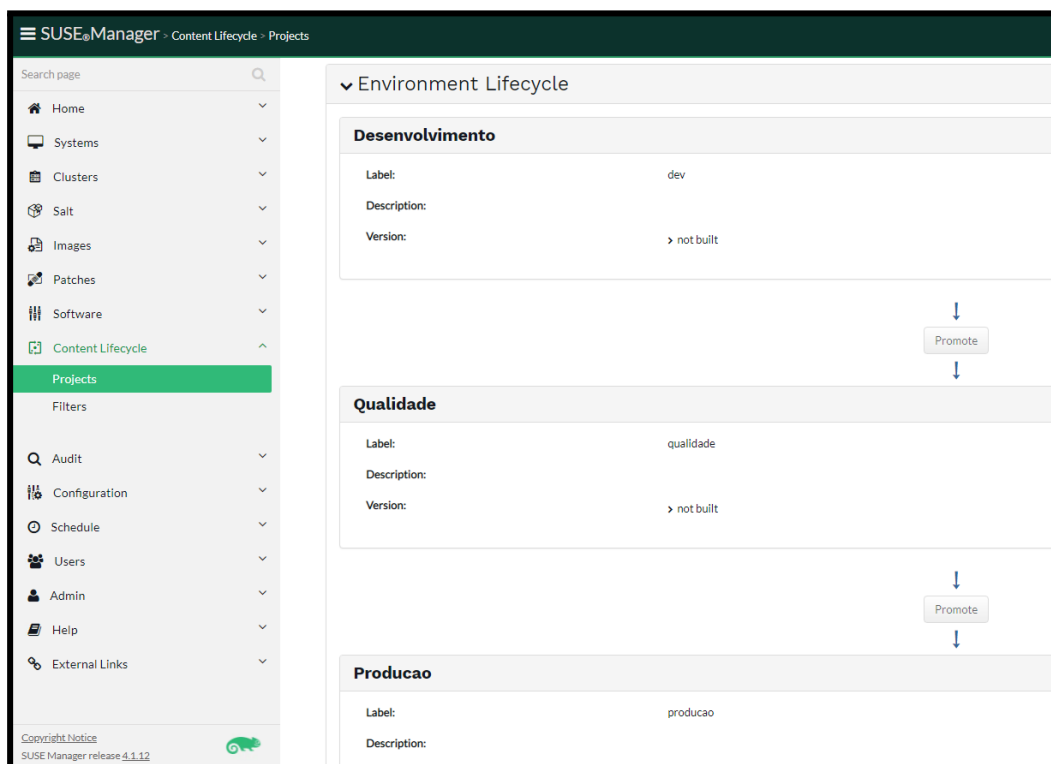 SUSE®Manager > Content Lifecycle > Projects
Search page
Home
Systems
Clusters
Salt
Images
Patches
Software
Content Lifecycle
Projects
Filters
Audit
Configuration
Schedule
Users
Admin
Help
External Links
Copyright Notice
SUSE Manager release 4.1.12
Environment Lifecycle
Desenvolvimento
Label: dev
Description:
Version: > not built
Promote
Qualidade
Label: qualidade
Description:
Version: > not built
Promote
Producao
Label: producao
Description: